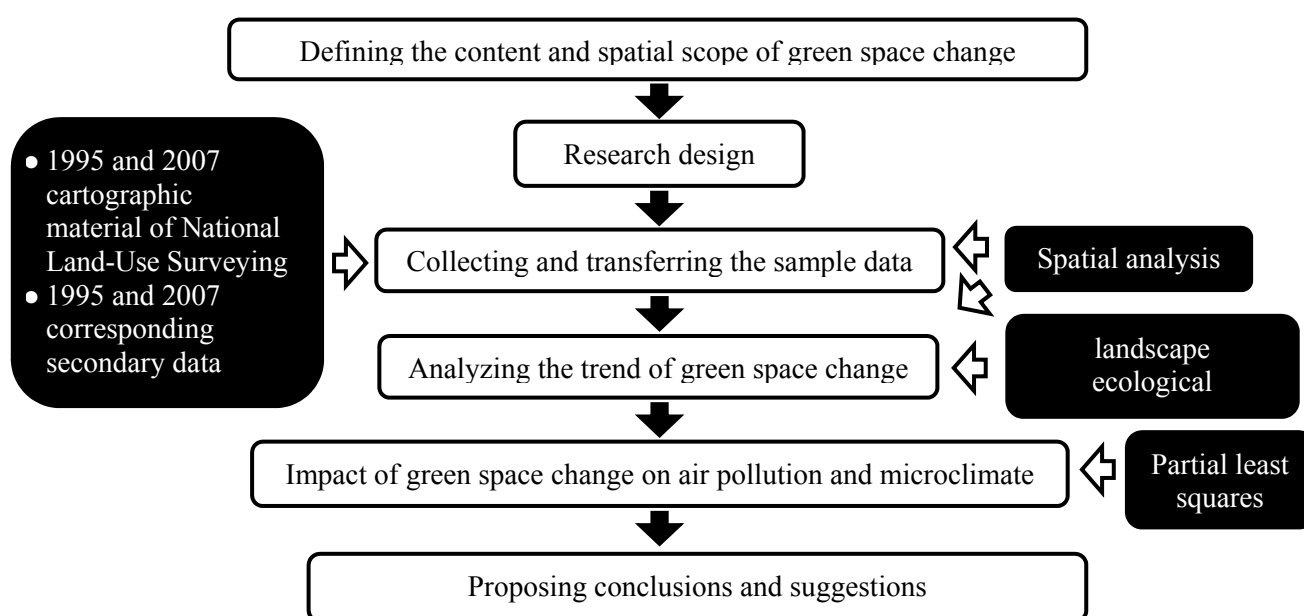 Defining the content and spatial scope of green space change
Research design
● 1995 and 2007
cartographic
material of National
Land-Use Surveying
● 1995 and 2007
corresponding
secondary data
Collecting and transferring the sample data
Spatial analysis
Analyzing the trend of green space change
landscape
ecological
Impact of green space change on air pollution and microclimate
Partial least
squares
Proposing conclusions and suggestions